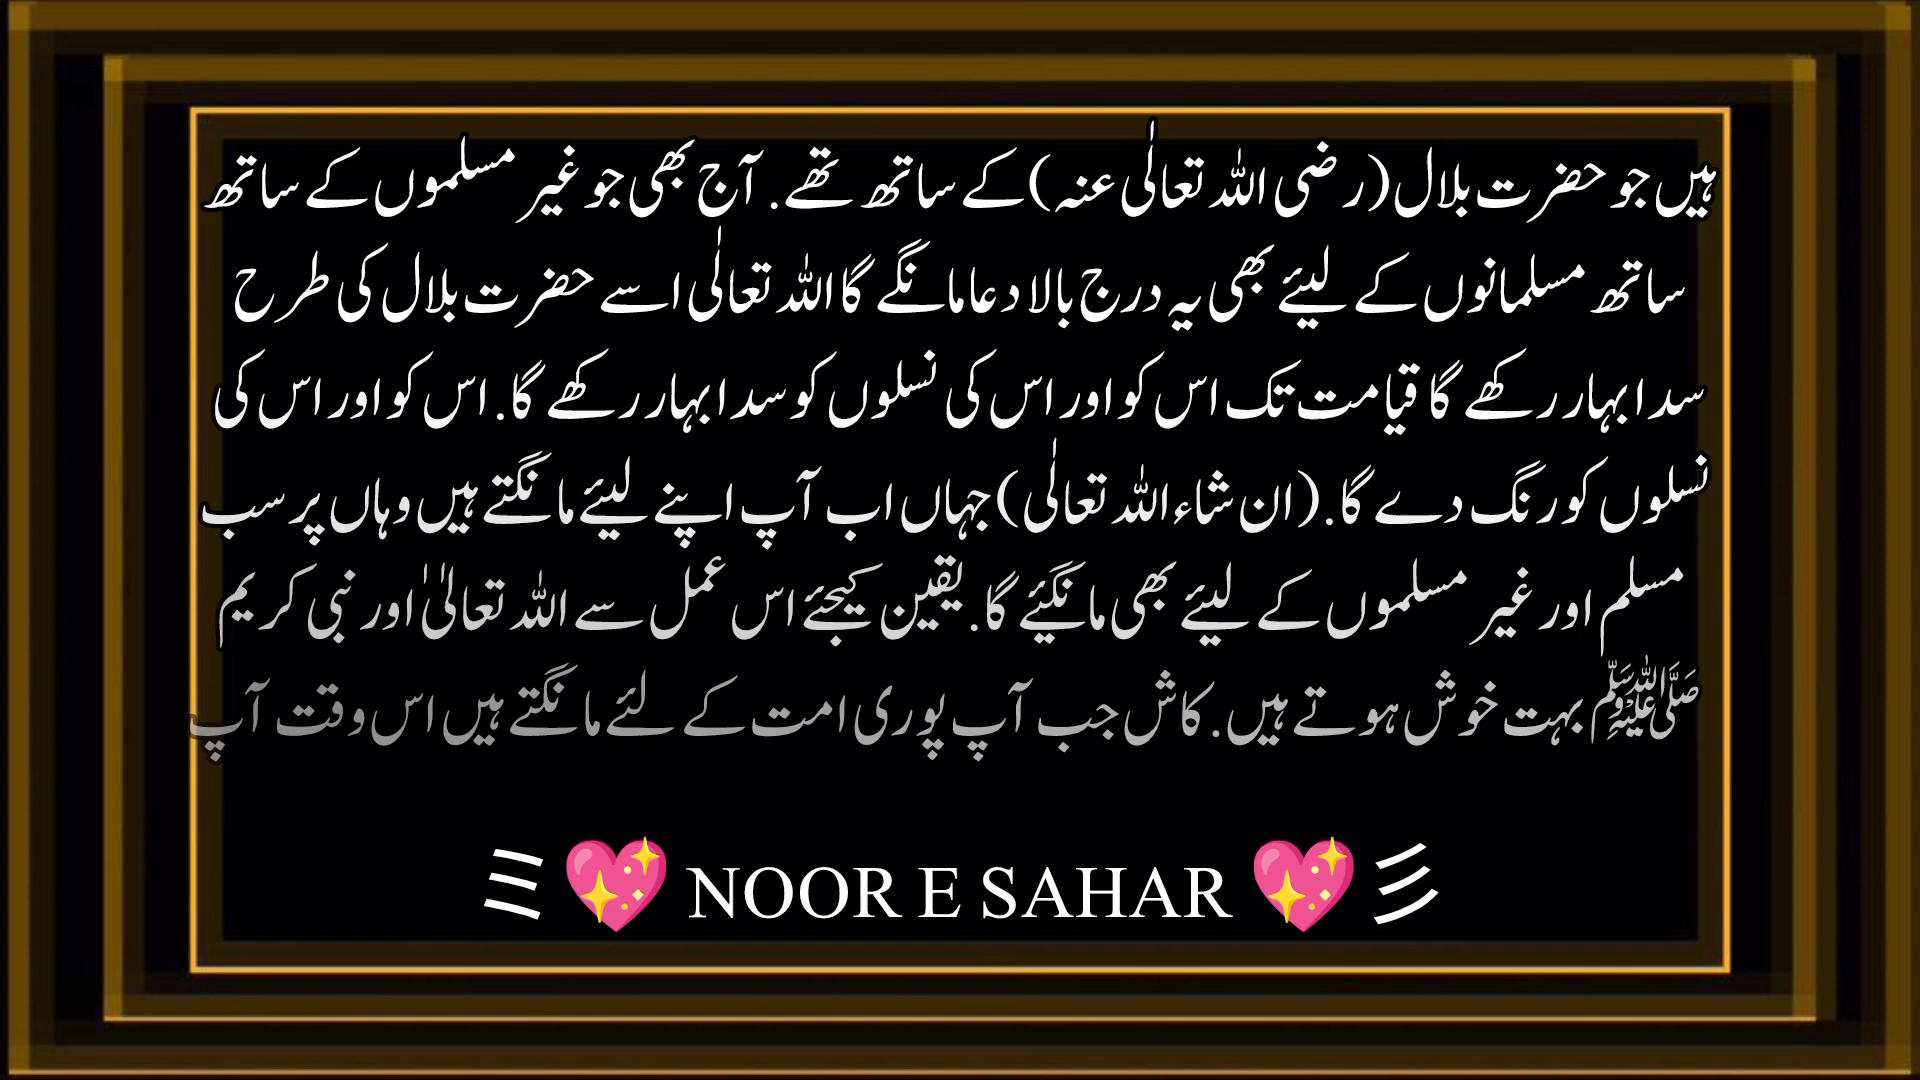 ہیں جو حضرت بلال (رضی اللہ تعالٰی عنہ) کے ساتھ تھے. آج بھی جو غیر مسلموں کے ساتھ
ساتھ مسلمانوں کے لیئے بھی یہ درج بالا دعا مانگے گا اللہ تعالٰی اسے حضرت بلال کی طرح
سدا بہار رکھے گا قیامت تک اس کو اور اس کی نسلوں کو سدا بہار رکھے گا. اس کو اور اس کی
نسلوں کو رنگ دے گا. (ان شاء اللہ تعالٰی) جہاں اب آپ اپنے لیئے مانگتے ہیں وہاں پر سب
مسلم اور غیر مسلموں کے لیئے بھی مانگیئے گا. یقین کیجئے اس عمل سے اللہ تعالیٰٰ اور نبی کریم
ﷺ بہت خوش ہوتے ہیں. کاش جب آپ پوری امت کے لئے مانگتے ہیں اس وقت آپ
ミ💖 NOOR E SAHAR 💖彡